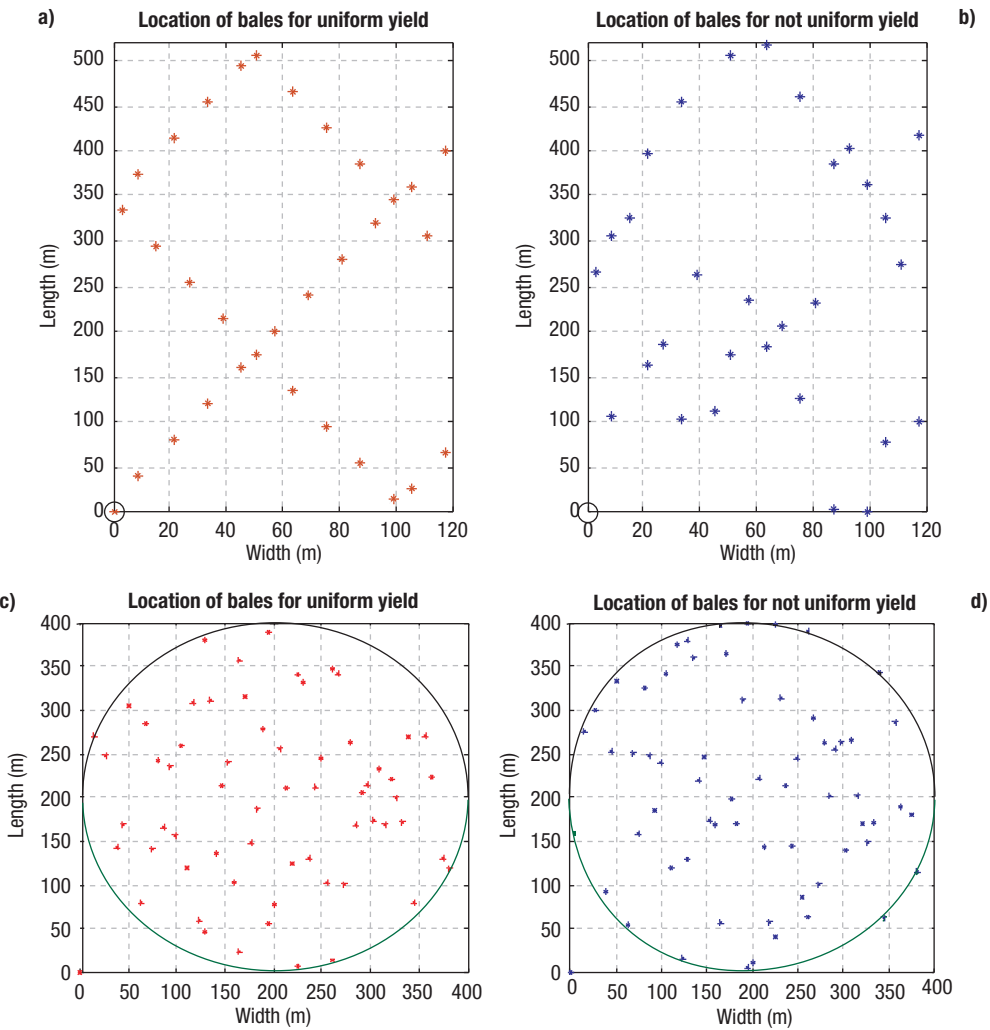 a)
Location of bales for uniform yield
500
450
400
350
300
250
200
150
100
50
0
Length (m)
0 20 40 60 80 100 120
Width (m)
b)
Location of bales for not uniform yield
500
450
400
350
300
250
200
150
100
50
0
Length (m)
0 20 40 60 80 100 120
Width (m)
c)
Location of bales for uniform yield
400
350
300
250
200
150
100
50
0
Length (m)
0 50 100 150 200 250 300 350 400
Width (m)
d)
Location of bales for not uniform yield
400
350
300
250
200
150
100
50
0
Length (m)
0 50 100 150 200 250 300 350 400
Width (m)